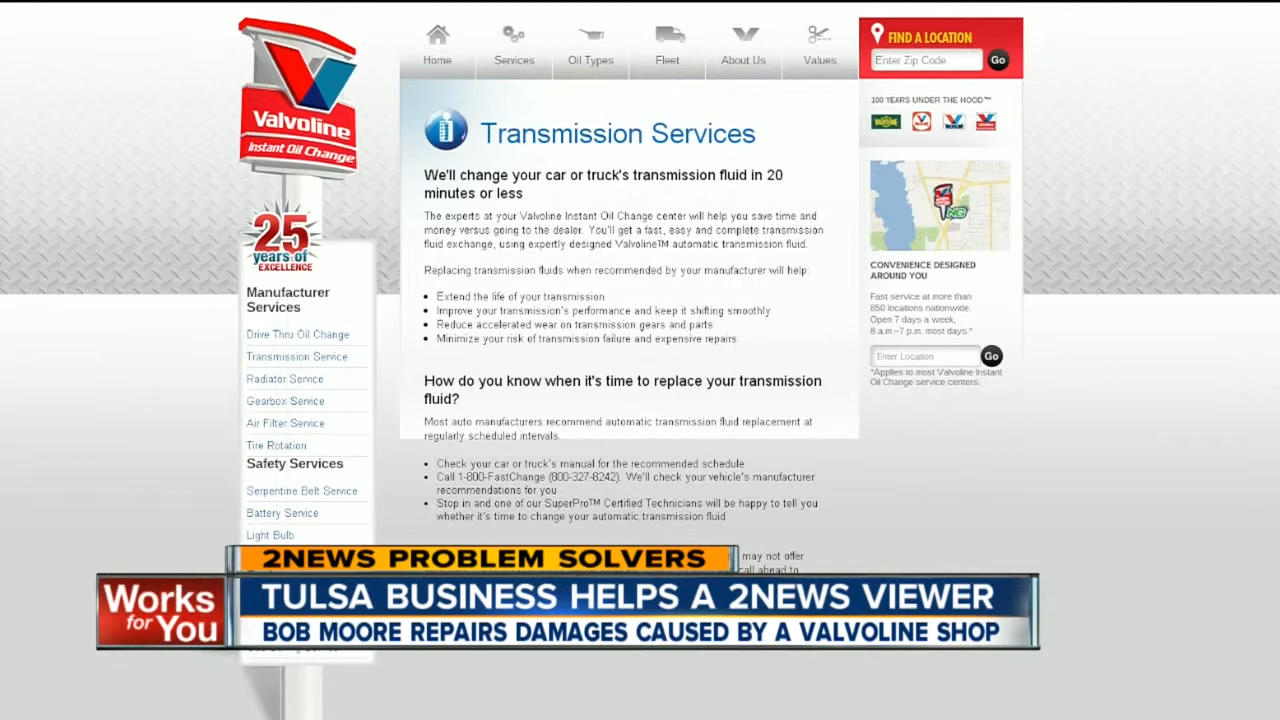 Valvoline
Instant Oil Change
25
years of
EXCELLENCE
Manufacturer
Services
Drive Thru Oil Change
Transmission Service
Radiator Service
Gearbox Service
Air Filter Service
Tire Rotation
Safety Services
Serpentine Belt Service
Battery Service
Light Bulb
Home
Services
Oil Types
Fleet
About Us
Values
Transmission Services
We'll change your car or truck's transmission fluid in 20
minutes or less
The experts at your Valvoline Instant Oil Change center will help you save time and
money versus going to the dealer. You'll get a fast, easy and complete transmission
fluid exchange, using expertly designed Valvoline™ automatic transmission fluid.
Replacing transmission fluids when recommended by your manufacturer will help:
• Extend the life of your transmission
• Improve your transmission's performance and keep it shifting smoothly
• Reduce accelerated wear on transmission gears and parts
• Minimize your risk of transmission failure and expensive repairs
How do you know when it's time to replace your transmission
fluid?
Most auto manufacturers recommend automatic transmission fluid replacement at
regularly scheduled intervals.
• Check your car or truck's manual for the recommended schedule
• Call 1-800-FastChange (800-327-8242). We'll check your vehicle's manufacturer
recommendations for you
• Stop in and one of our SuperPro™ Certified Technicians will be happy to tell you
whether it's time to change your automatic transmission fluid
may not offer
call ahead to
FIND A LOCATION
Enter Zip Code
Go
100 YEARS UNDER THE HOOD™
CONVENIENCE DESIGNED
AROUND YOU
Fast service at more than
850 locations nationwide.
Open 7 days a week,
8 a.m.–7 p.m. most days.*
Enter Location
Go
*Applies to most Valvoline Instant
Oil Change service centers.
2NEWS PROBLEM SOLVERS
Works
for
You
TULSA BUSINESS HELPS A 2NEWS VIEWER
BOB MOORE REPAIRS DAMAGES CAUSED BY A VALVOLINE SHOP